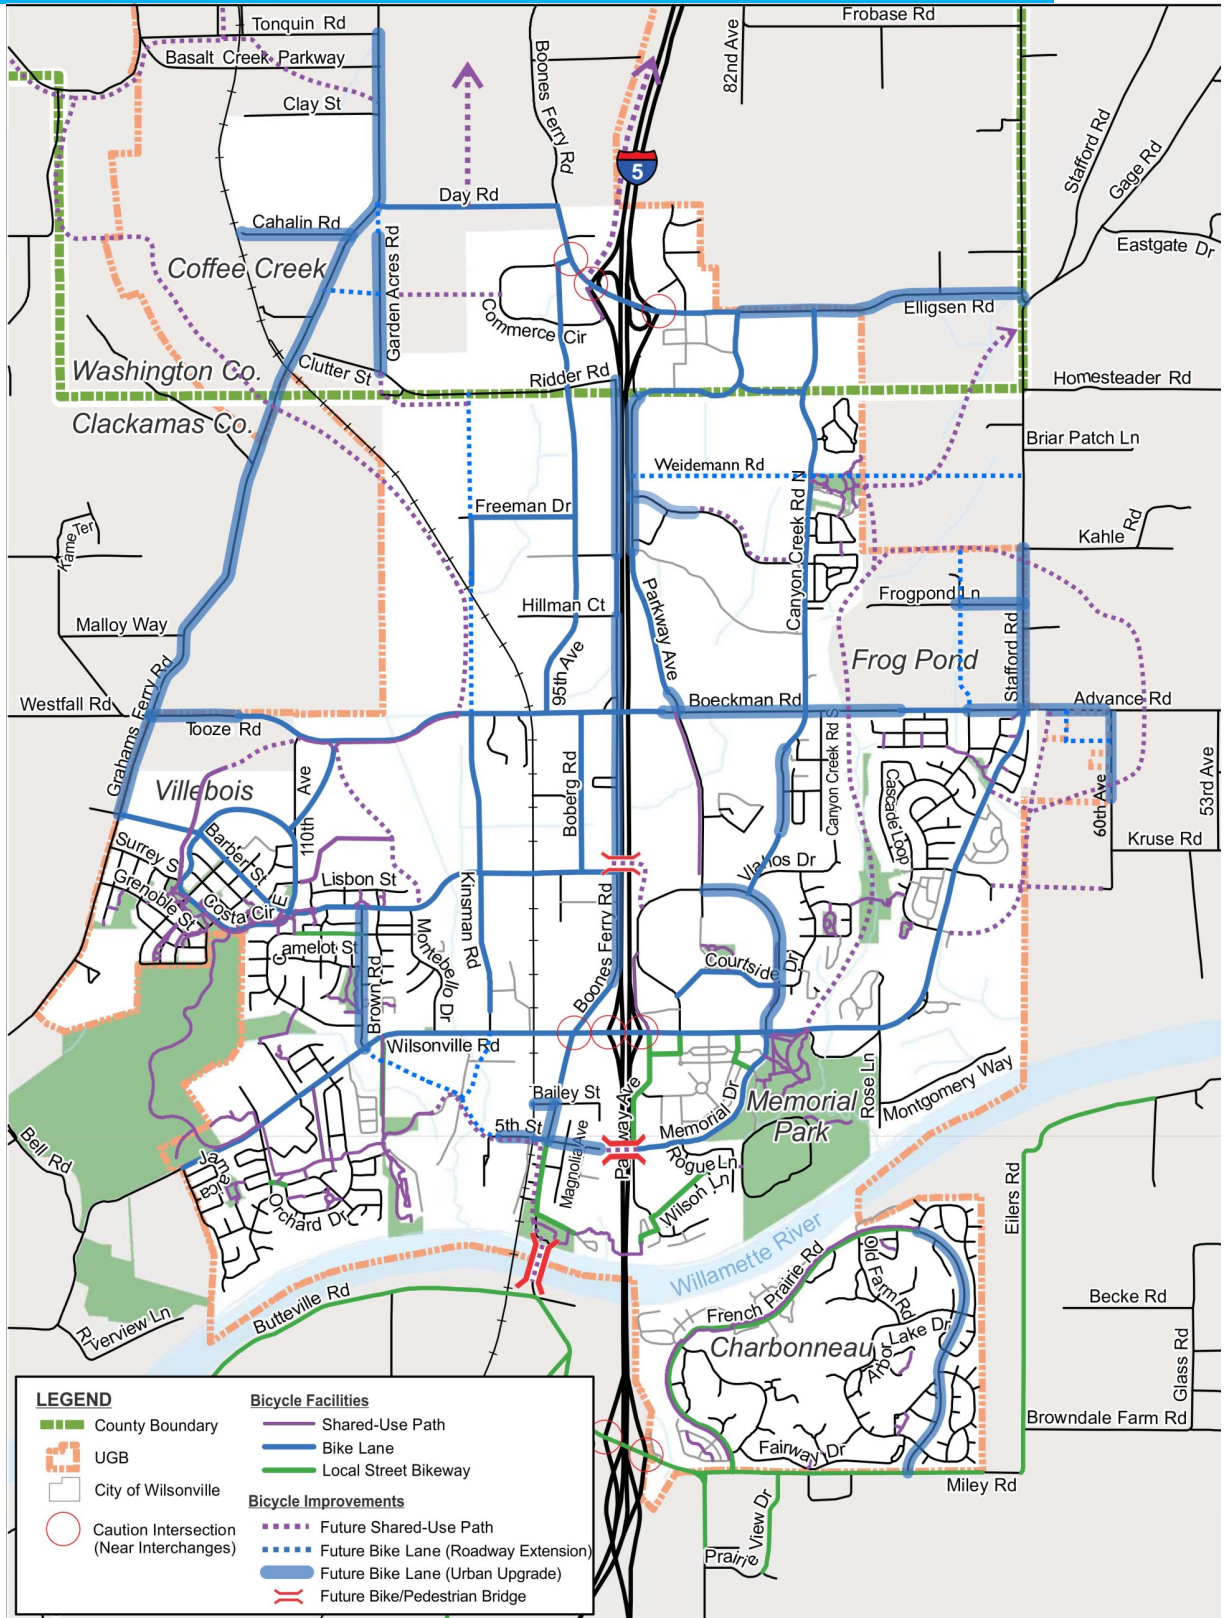 Tonquin Rd
Basalt Creek Parkway
Clay St
Boones Ferry Rd
82nd Ave
Frobase Rd
Stafford Rd
Gage Rd
Eastgate Dr
5
Day Rd
Cahalin Rd
Coffee Creek
Garden Acres Rd
Commerce Cir
Elligsen Rd
Washington Co.
Clutter St
Ridder Rd
Homesteader Rd
Clackamas Co.
Briar Patch Ln
Weidemann Rd
Canyon Creek Rd N
Freeman Dr
Kame Ter
Kahle Rd
Hillman Ct
Parkway Ave
Frogpond Ln
Malloy Way
95th Ave
Frog Pond
Stafford Rd
Westfall Rd
Grahams Ferry Rd
Tooze Rd
Boeckman Rd
Advance Rd
Villebois
110th Ave
Boberg Rd
Canyon Creek Rd S
Cascade Loop
60th Ave
53rd Ave
Kruse Rd
Surrey S
Barber St
Grenoble St
Costa Cir E
Lisbon St
Vlahos Dr
Kinsman Rd
Boones Ferry Rd
Camelot St
Montebello Dr
Brown Rd
Courtside Dr
Wilsonville Rd
Rose Ln
Montgomery Way
Bailey St
Parkway Ave
Memorial Dr
Memorial
Park
5th St
Magnolia Ave
Rogue Ln
Wilson Ln
Bell Rd
Jamaica
Orchard Dr
Eilers Rd
Willamette River
French Prairie Rd
Old Farm Rd
Butteville Rd
Riverview Ln
Becke Rd
Charbonneau
Arbor Lake Dr
Glass Rd
Browndale Farm Rd
Fairway Dr
Miley Rd
Prairie View Dr
LEGEND
County Boundary
UGB
City of Wilsonville
Caution Intersection
(Near Interchanges)
Bicycle Facilities
Shared-Use Path
Bike Lane
Local Street Bikeway
Bicycle Improvements
Future Shared-Use Path
Future Bike Lane (Roadway Extension)
Future Bike Lane (Urban Upgrade)
Future Bike/Pedestrian Bridge